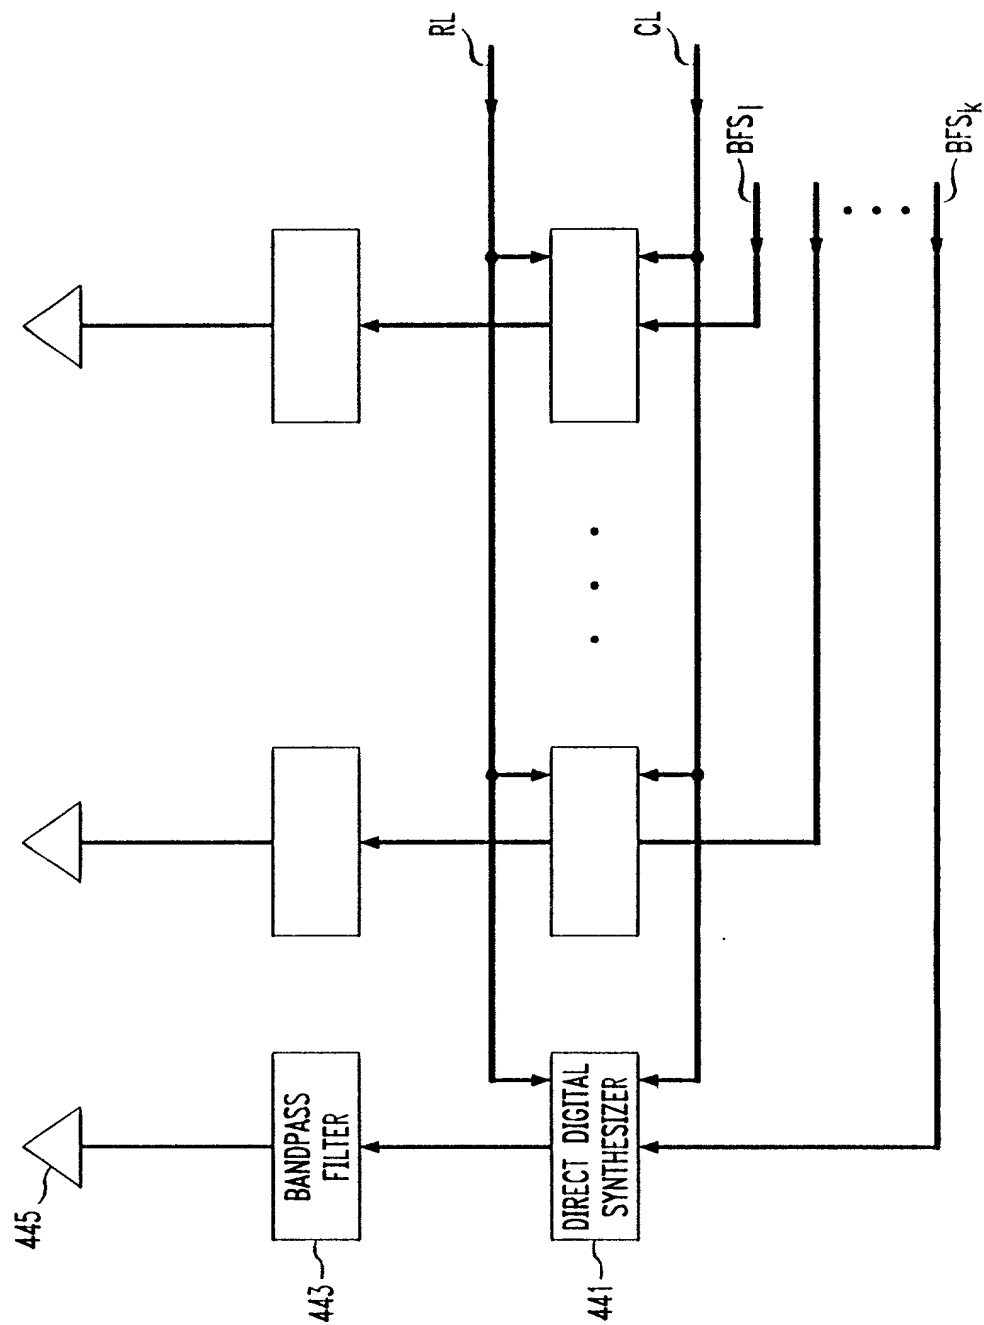 RL
CL
BFS1
BFSk
BANDPASS
FILTER
DIRECT DIGITAL
SYNTHESIZER
445
443
441